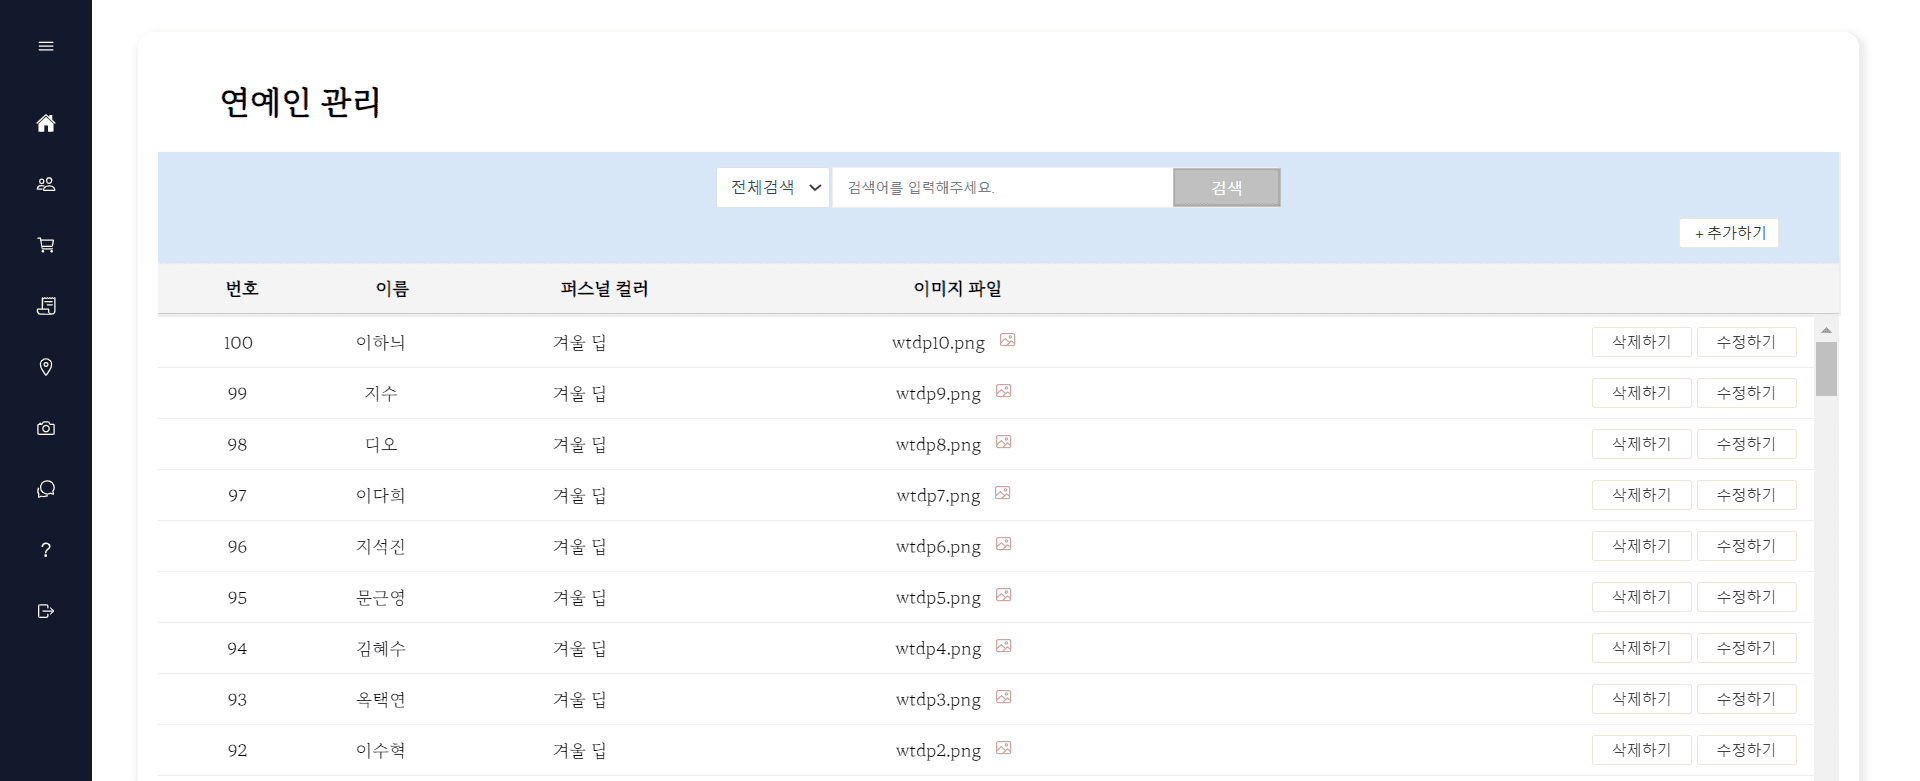 연예인 관리
전체검색 검색어를 입력해주세요. 검색
+ 추가하기
번호 이름 퍼스널 컬러 이미지 파일
100 이하늬 겨울 딥 wtdp10.png 삭제하기 수정하기
99 지수 겨울 딥 wtdp9.png 삭제하기 수정하기
98 디오 겨울 딥 wtdp8.png 삭제하기 수정하기
97 이다희 겨울 딥 wtdp7.png 삭제하기 수정하기
96 지석진 겨울 딥 wtdp6.png 삭제하기 수정하기
95 문근영 겨울 딥 wtdp5.png 삭제하기 수정하기
94 김혜수 겨울 딥 wtdp4.png 삭제하기 수정하기
93 옥택연 겨울 딥 wtdp3.png 삭제하기 수정하기
92 이수혁 겨울 딥 wtdp2.png 삭제하기 수정하기